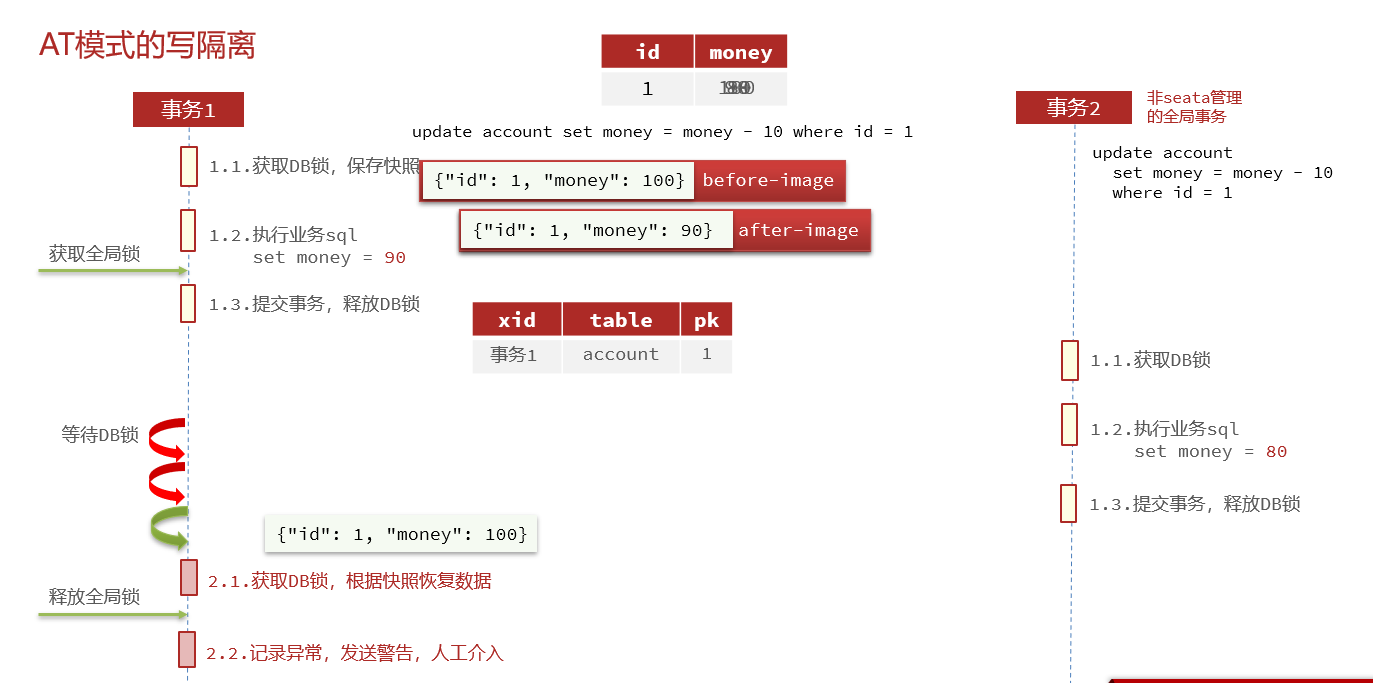 AT模式的写隔离
id money
1
update account set money = money - 10 where id = 1
事务1
1.1.获取DB锁，保存快照
{"id": 1, "money": 100} before-image
{"id": 1, "money": 90} after-image
1.2.执行业务sql
set money = 90
获取全局锁
1.3.提交事务，释放DB锁
xid table pk
事务1 account 1
等待DB锁
{"id": 1, "money": 100}
2.1.获取DB锁，根据快照恢复数据
释放全局锁
2.2.记录异常，发送警告，人工介入
事务2
非seata管理
的全局事务
update account
set money = money - 10
where id = 1
1.1.获取DB锁
1.2.执行业务sql
set money = 80
1.3.提交事务，释放DB锁